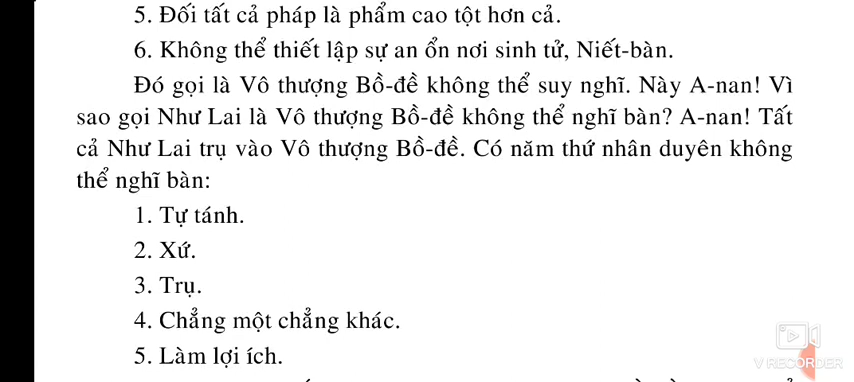 5. Đối tất cả pháp là phẩm cao tột hơn cả.
6. Không thể thiết lập sự an ổn nơi sinh tử, Niết-bàn.
Đó gọi là Vô thượng Bồ-đề không thể suy nghĩ. Này A-nan! Vì
sao gọi Như Lai là Vô thượng Bồ-đề không thể nghĩ bàn? A-nan! Tất
cả Như Lai trụ vào Vô thượng Bồ-đề. Có năm thứ nhân duyên không
thể nghĩ bàn:
1. Tự tánh.
2. Xứ.
3. Trụ.
4. Chẳng một chẳng khác.
5. Làm lợi ích.
V RECORDER